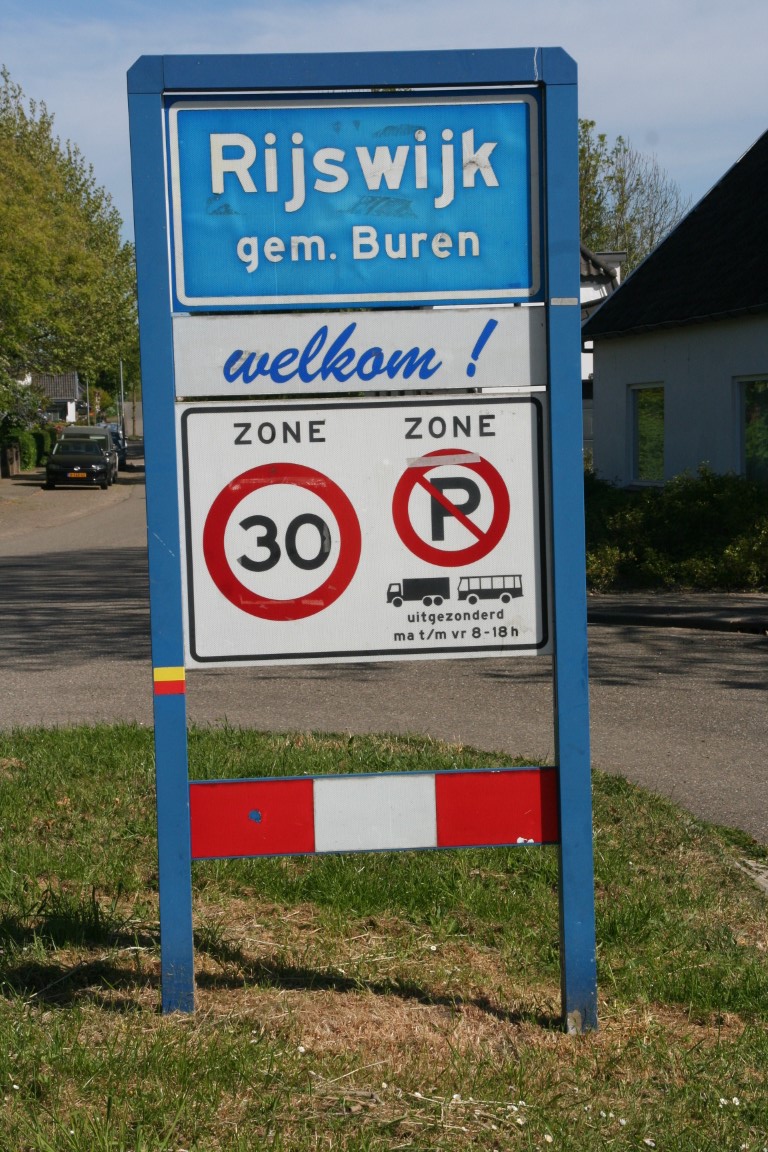 Rijswijk
gem. Buren
welkom !
ZONE ZONE
30 P
uitgezonderd
ma t/m vr 8-18h